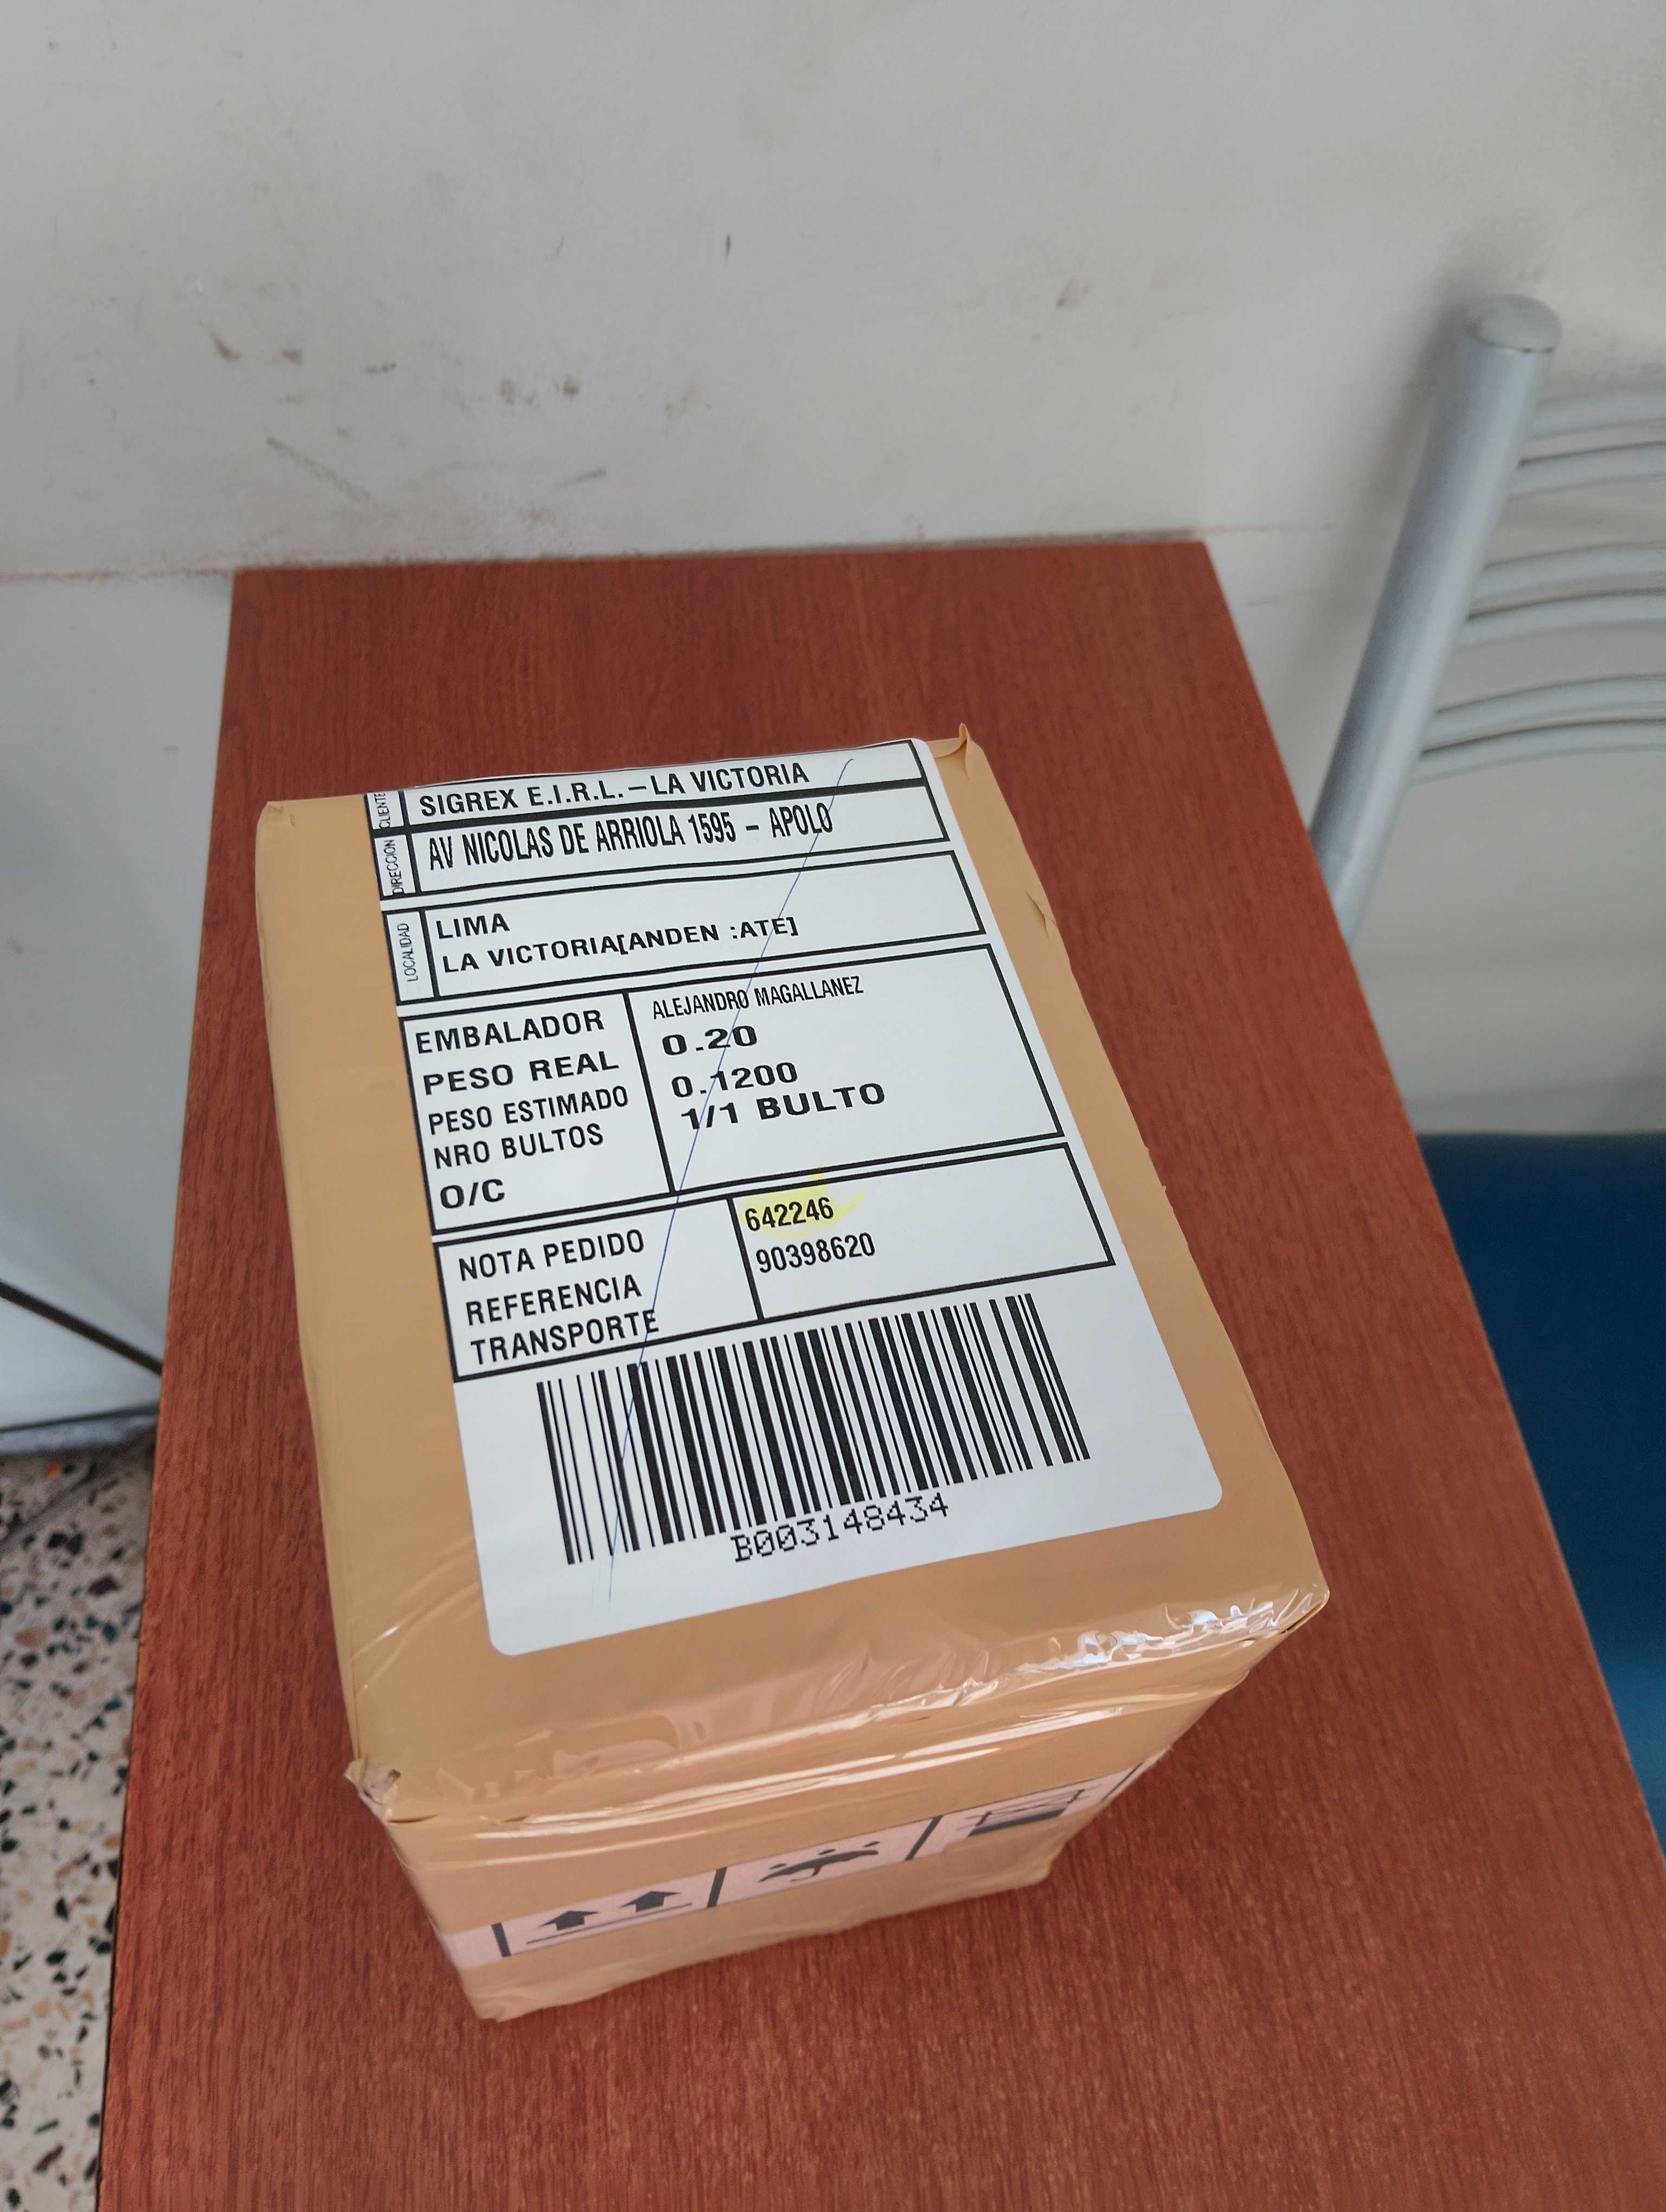 CLIENTE
SIGREX E.I.R.L.-LA VICTORIA
DIRECCION
AV NICOLAS DE ARRIOLA 1595 - APOLO
LOCALIDAD
LIMA
LA VICTORIA[ANDEN :ATE]
EMBALADOR ALEJANDRO MAGALLANEZ
PESO REAL 0.20
PESO ESTIMADO 0.1200
NRO BULTOS 1/1 BULTO
O/C
NOTA PEDIDO 642246
REFERENCIA 90398620
TRANSPORTE
B003148434